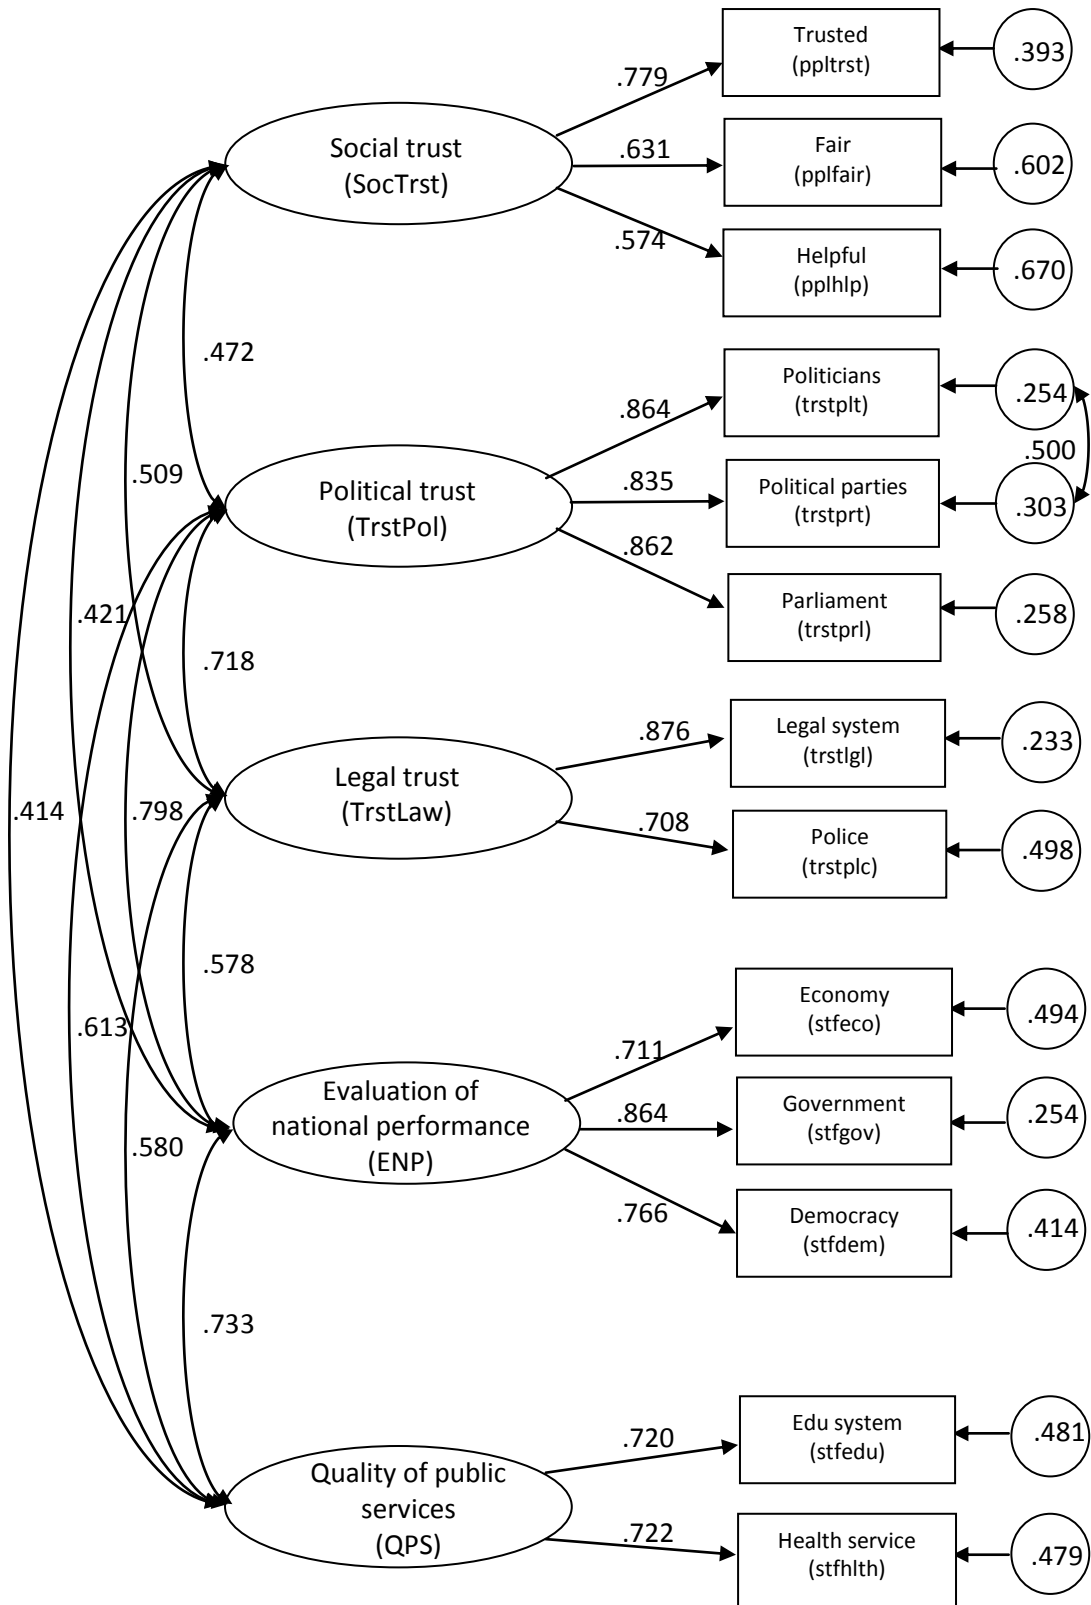 Trusted
(ppltrst)
.393
.779
Social trust
(SocTrst)
.631
Fair
(pplfair)
.602
.574
Helpful
(pplhlp)
.670
.472
Politicians
(trstplt)
.254
.864
.500
.509
Political trust
(TrstPol)
.835
Political parties
(trstprt)
.303
.862
Parliament
(trstprl)
.258
.421
.718
Legal system
(trstlgl)
.233
.876
Legal trust
(TrstLaw)
.414
.798
.708
Police
(trstplc)
.498
.578
Economy
(stfeco)
.494
.613
.711
Evaluation of
national performance
(ENP)
.864
Government
(stfgov)
.254
.580
.766
Democracy
(stfdem)
.414
.733
Edu system
(stfedu)
.481
.720
Quality of public
services
(QPS)
.722
Health service
(stfhlth)
.479